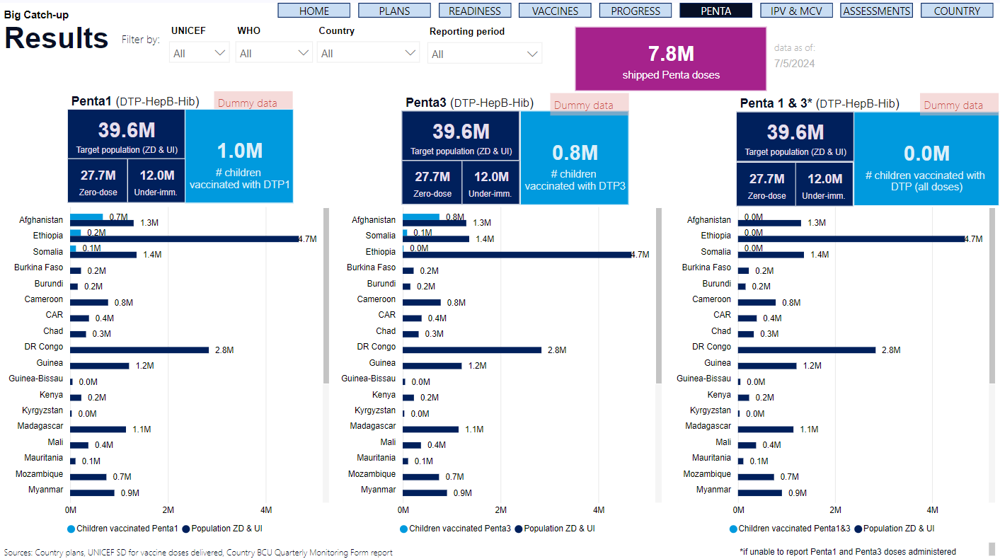 Big Catch-up
Results
HOME
PLANS
READINESS
VACCINES
PROGRESS
PENTA
IPV & MCV
ASSESSMENTS
COUNTRY
Filter by:
UNICEF
All
WHO
All
Country
All
Reporting period
All
7.8M
shipped Penta doses
data as of:
7/5/2024
Penta1 (DTP-HepB-Hib)
Dummy data
39.6M
Target population (ZD & UI)
27.7M
Zero-dose
12.0M
Under-imm.
1.0M
# children
vaccinated with DTP1
Afghanistan 0.7M 1.3M
Ethiopia 0.2M 4.7M
Somalia 0.1M 1.4M
Burkina Faso 0.2M
Burundi 0.2M
Cameroon 0.8M
CAR 0.4M
Chad 0.3M
DR Congo 2.8M
Guinea 1.2M
Guinea-Bissau 0.0M
Kenya 0.2M
Kyrgyzstan 0.0M
Madagascar 1.1M
Mali 0.4M
Mauritania 0.1M
Mozambique 0.7M
Myanmar 0.9M
0M 2M 4M
Children vaccinated Penta1 Population ZD & UI
Penta3 (DTP-HepB-Hib)
Dummy data
39.6M
Target population (ZD & UI)
27.7M
Zero-dose
12.0M
Under-imm.
0.8M
# children
vaccinated with DTP3
Afghanistan 0.8M 1.3M
Somalia 0.1M 1.4M
Ethiopia 0.0M 4.7M
Burkina Faso 0.2M
Burundi 0.2M
Cameroon 0.8M
CAR 0.4M
Chad 0.3M
DR Congo 2.8M
Guinea 1.2M
Guinea-Bissau 0.0M
Kenya 0.2M
Kyrgyzstan 0.0M
Madagascar 1.1M
Mali 0.4M
Mauritania 0.1M
Mozambique 0.7M
Myanmar 0.9M
0M 2M 4M
Children vaccinated Penta3 Population ZD & UI
Penta 1 & 3* (DTP-HepB-Hib)
Dummy data
39.6M
Target population (ZD & UI)
27.7M
Zero-dose
12.0M
Under-imm.
0.0M
# children vaccinated with
DTP (all doses)
Afghanistan 0.0M 1.3M
Ethiopia 0.0M 4.7M
Somalia 0.0M 1.4M
Burkina Faso 0.2M
Burundi 0.2M
Cameroon 0.8M
CAR 0.4M
Chad 0.3M
DR Congo 2.8M
Guinea 1.2M
Guinea-Bissau 0.0M
Kenya 0.2M
Kyrgyzstan 0.0M
Madagascar 1.1M
Mali 0.4M
Mauritania 0.1M
Mozambique 0.7M
Myanmar 0.9M
0M 2M 4M
Children vaccinated Penta1&3 Population ZD & UI
Sources: Country plans, UNICEF SD for vaccine doses delivered, Country BCU Quarterly Monitoring Form report
*if unable to report Penta1 and Penta3 doses administered